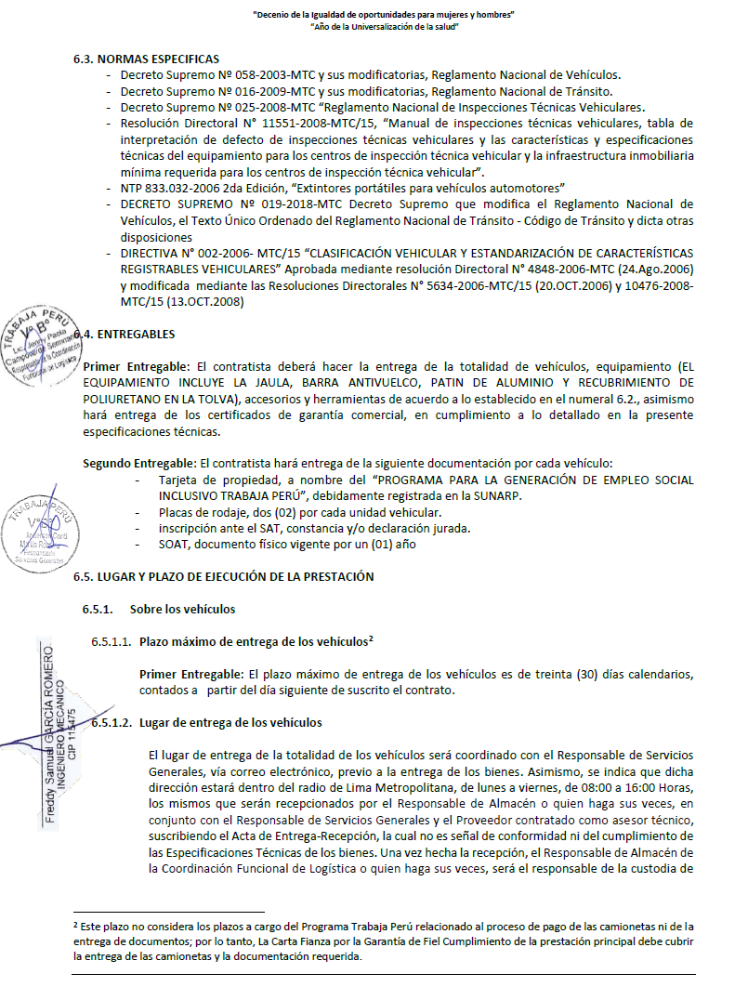 "Decenio de la Igualdad de oportunidades para mujeres y hombres"
"Año de la Universalización de la salud"
6.3. NORMAS ESPECIFICAS
- Decreto Supremo Nº 058-2003-MTC y sus modificatorias, Reglamento Nacional de Vehículos.
- Decreto Supremo Nº 016-2009-MTC y sus modificatorias, Reglamento Nacional de Tránsito.
- Decreto Supremo Nº 025-2008-MTC "Reglamento Nacional de Inspecciones Técnicas Vehiculares.
- Resolución Directoral N° 11551-2008-MTC/15, "Manual de inspecciones técnicas vehiculares, tabla de
interpretación de defecto de inspecciones técnicas vehiculares y las características y especificaciones
técnicas del equipamiento para los centros de inspección técnica vehicular y la infraestructura inmobiliaria
mínima requerida para los centros de inspección técnica vehicular".
- NTP 833.032-2006 2da Edición, "Extintores portátiles para vehículos automotores"
- DECRETO SUPREMO Nº 019-2018-MTC Decreto Supremo que modifica el Reglamento Nacional de
Vehículos, el Texto Único Ordenado del Reglamento Nacional de Tránsito - Código de Tránsito y dicta otras
disposiciones
- DIRECTIVA N° 002-2006- MTC/15 "CLASIFICACIÓN VEHICULAR Y ESTANDARIZACIÓN DE CARACTERÍSTICAS
REGISTRABLES VEHICULARES" Aprobada mediante resolución Directoral N° 4848-2006-MTC (24.Ago.2006)
y modificada mediante las Resoluciones Directorales N° 5634-2006-MTC/15 (20.OCT.2006) y 10476-2008-
MTC/15 (13.OCT.2008)
TRABAJA PERÚ
V° B°
Lic. Jenny Paola
Campoverde Seminario
Responsable de la Coordinación
Funcional de Logística
6.4. ENTREGABLES
Primer Entregable: El contratista deberá hacer la entrega de la totalidad de vehículos, equipamiento (EL
EQUIPAMIENTO INCLUYE LA JAULA, BARRA ANTIVUELCO, PATIN DE ALUMINIO Y RECUBRIMIENTO DE
POLIURETANO EN LA TOLVA), accesorios y herramientas de acuerdo a lo establecido en el numeral 6.2., asimismo
hará entrega de los certificados de garantía comercial, en cumplimiento a lo detallado en la presente
especificaciones técnicas.
Segundo Entregable: El contratista hará entrega de la siguiente documentación por cada vehículo:
- Tarjeta de propiedad, a nombre del "PROGRAMA PARA LA GENERACIÓN DE EMPLEO SOCIAL
INCLUSIVO TRABAJA PERÚ", debidamente registrada en la SUNARP.
- Placas de rodaje, dos (02) por cada unidad vehicular.
- inscripción ante el SAT, constancia y/o declaración jurada.
- SOAT, documento físico vigente por un (01) año
TRABAJA PERÚ
V° B°
Anderson Conti
Responsable
Servicios Generales
6.5. LUGAR Y PLAZO DE EJECUCIÓN DE LA PRESTACIÓN
6.5.1. Sobre los vehículos
6.5.1.1. Plazo máximo de entrega de los vehículos2
Primer Entregable: El plazo máximo de entrega de los vehículos es de treinta (30) días calendarios,
contados a partir del día siguiente de suscrito el contrato.
Freddy Samuel GARCÍA ROMERO
INGENIERO MECÁNICO
CIP 115475
6.5.1.2. Lugar de entrega de los vehículos
El lugar de entrega de la totalidad de los vehículos será coordinado con el Responsable de Servicios
Generales, vía correo electrónico, previo a la entrega de los bienes. Asimismo, se indica que dicha
dirección estará dentro del radio de Lima Metropolitana, de lunes a viernes, de 08:00 a 16:00 Horas,
los mismos que serán recepcionados por el Responsable de Almacén o quien haga sus veces, en
conjunto con el Responsable de Servicios Generales y el Proveedor contratado como asesor técnico,
suscribiendo el Acta de Entrega-Recepción, la cual no es señal de conformidad ni del cumplimiento de
las Especificaciones Técnicas de los bienes. Una vez hecha la recepción, el Responsable de Almacén de
la Coordinación Funcional de Logística o quien haga sus veces, será el responsable de la custodia de
2 Este plazo no considera los plazos a cargo del Programa Trabaja Perú relacionado al proceso de pago de las camionetas ni de la
entrega de documentos; por lo tanto, La Carta Fianza por la Garantía de Fiel Cumplimiento de la prestación principal debe cubrir
la entrega de las camionetas y la documentación requerida.